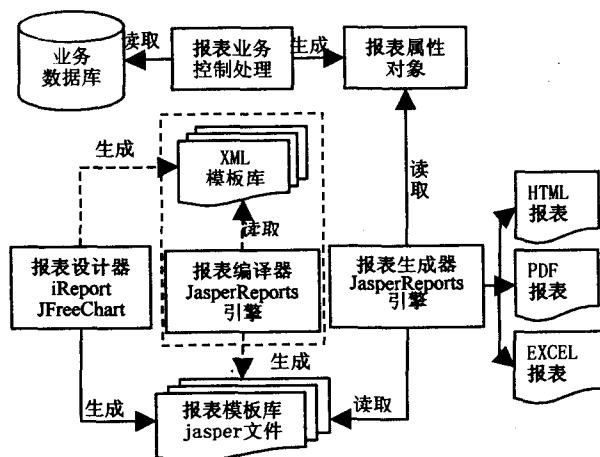 业务
数据库
读取
报表业务
控制处理
生成
报表属性
对象
生成
XML
模板库
读取
读取
HTML
报表
报表设计器
iReport
JFreeChart
报表编译器
JasperReports
引擎
报表生成器
JasperReports
引擎
PDF
报表
EXCEL
报表
生成
生成
报表模板库
jasper文件
读取